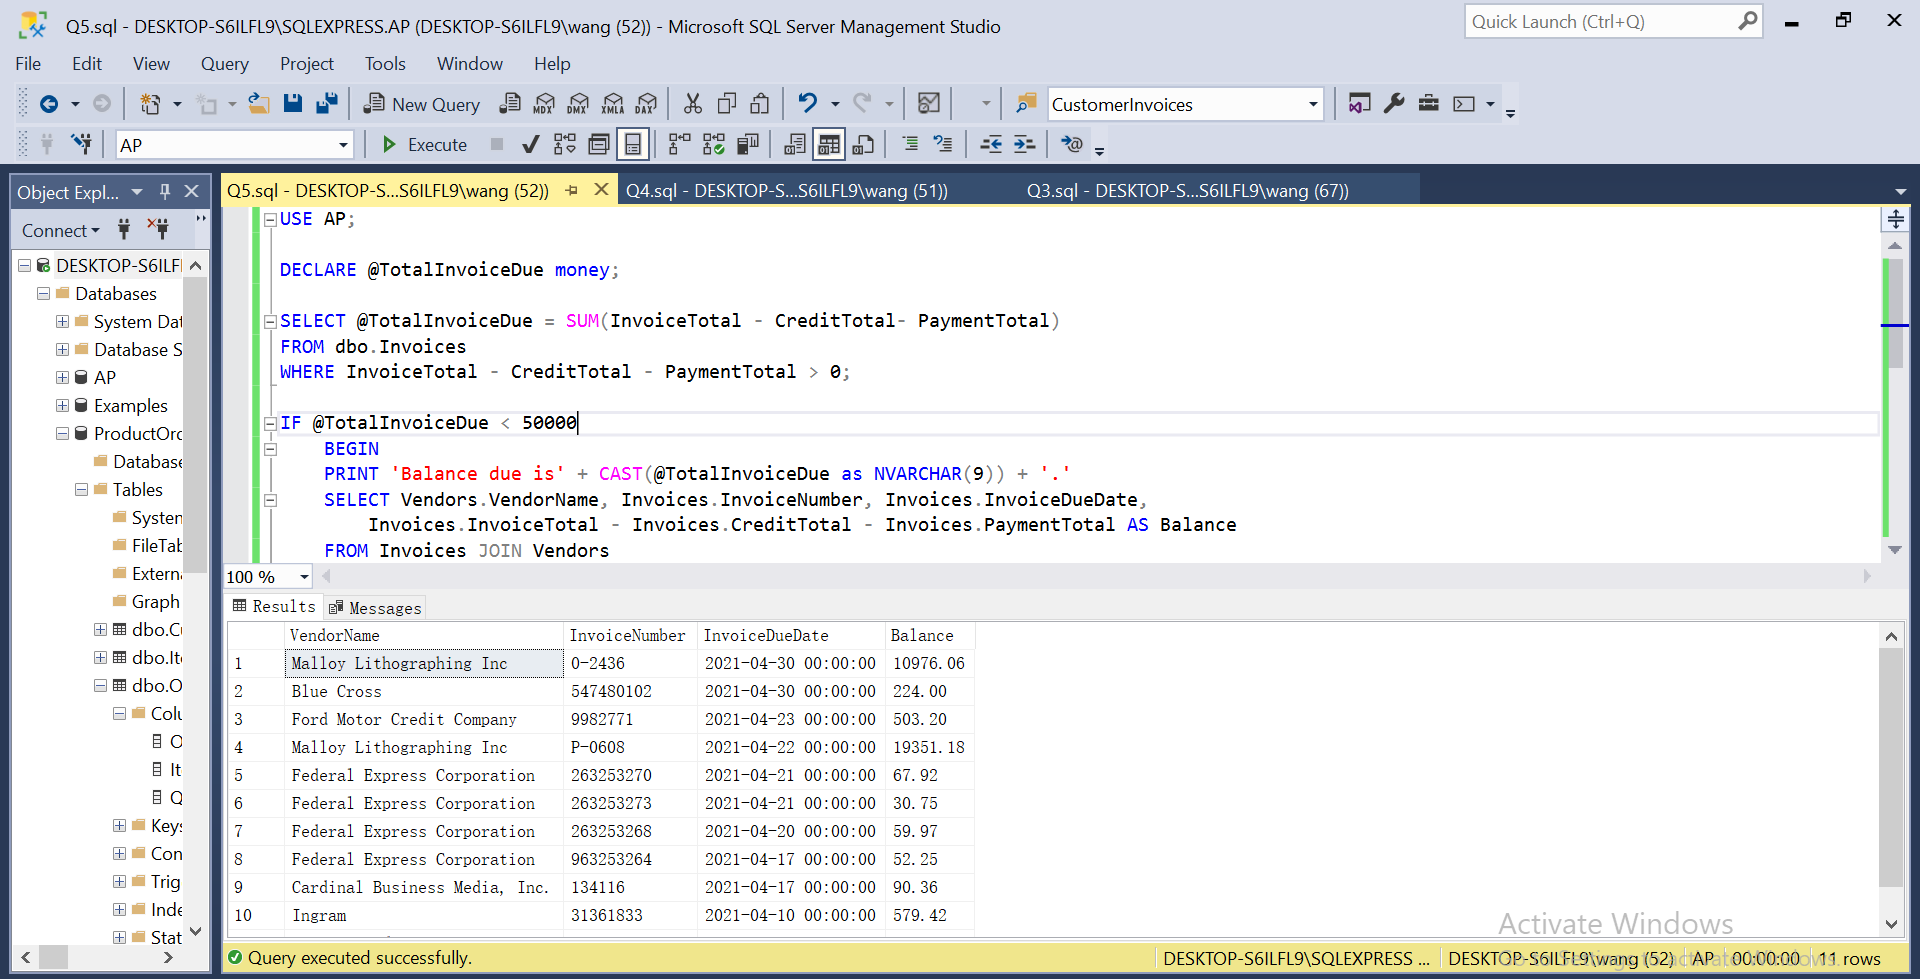 Q5.sql - DESKTOP-S6ILFL9\SQLEXPRESS.AP (DESKTOP-S6ILFL9\wang (52)) - Microsoft SQL Server Management Studio
Quick Launch (Ctrl+Q)
File Edit View Query Project Tools Window Help
New Query MDX DMX XMLA DAX CustomerInvoices
AP Execute
Object Expl...
Q5.sql - DESKTOP-S...S6ILFL9\wang (52)) Q4.sql - DESKTOP-S...S6ILFL9\wang (51)) Q3.sql - DESKTOP-S...S6ILFL9\wang (67))
Connect
DESKTOP-S6ILFI
Databases
System Dat
Database S
AP
Examples
ProductOrd
Database
Tables
System
FileTab
Externa
Graph
dbo.Cu
dbo.Ite
dbo.O
Colu
O
It
Q
Keys
Con
Trig
Inde
Stat
USE AP;
DECLARE @TotalInvoiceDue money;
SELECT @TotalInvoiceDue = SUM(InvoiceTotal - CreditTotal- PaymentTotal)
FROM dbo.Invoices
WHERE InvoiceTotal - CreditTotal - PaymentTotal > 0;
IF @TotalInvoiceDue < 50000
BEGIN
PRINT 'Balance due is' + CAST(@TotalInvoiceDue as NVARCHAR(9)) + '.'
SELECT Vendors.VendorName, Invoices.InvoiceNumber, Invoices.InvoiceDueDate,
Invoices.InvoiceTotal - Invoices.CreditTotal - Invoices.PaymentTotal AS Balance
FROM Invoices JOIN Vendors
100 %
Results Messages
VendorName InvoiceNumber InvoiceDueDate Balance
1 Malloy Lithographing Inc 0-2436 2021-04-30 00:00:00 10976.06
2 Blue Cross 547480102 2021-04-30 00:00:00 224.00
3 Ford Motor Credit Company 9982771 2021-04-23 00:00:00 503.20
4 Malloy Lithographing Inc P-0608 2021-04-22 00:00:00 19351.18
5 Federal Express Corporation 263253270 2021-04-21 00:00:00 67.92
6 Federal Express Corporation 263253273 2021-04-21 00:00:00 30.75
7 Federal Express Corporation 263253268 2021-04-20 00:00:00 59.97
8 Federal Express Corporation 963253264 2021-04-17 00:00:00 52.25
9 Cardinal Business Media, Inc. 134116 2021-04-17 00:00:00 90.36
10 Ingram 31361833 2021-04-10 00:00:00 579.42
Activate Windows
Query executed successfully. DESKTOP-S6ILFL9\SQLEXPRESS ... DESKTOP-S6ILFL9\wang (52) AP 00:00:00 11 rows